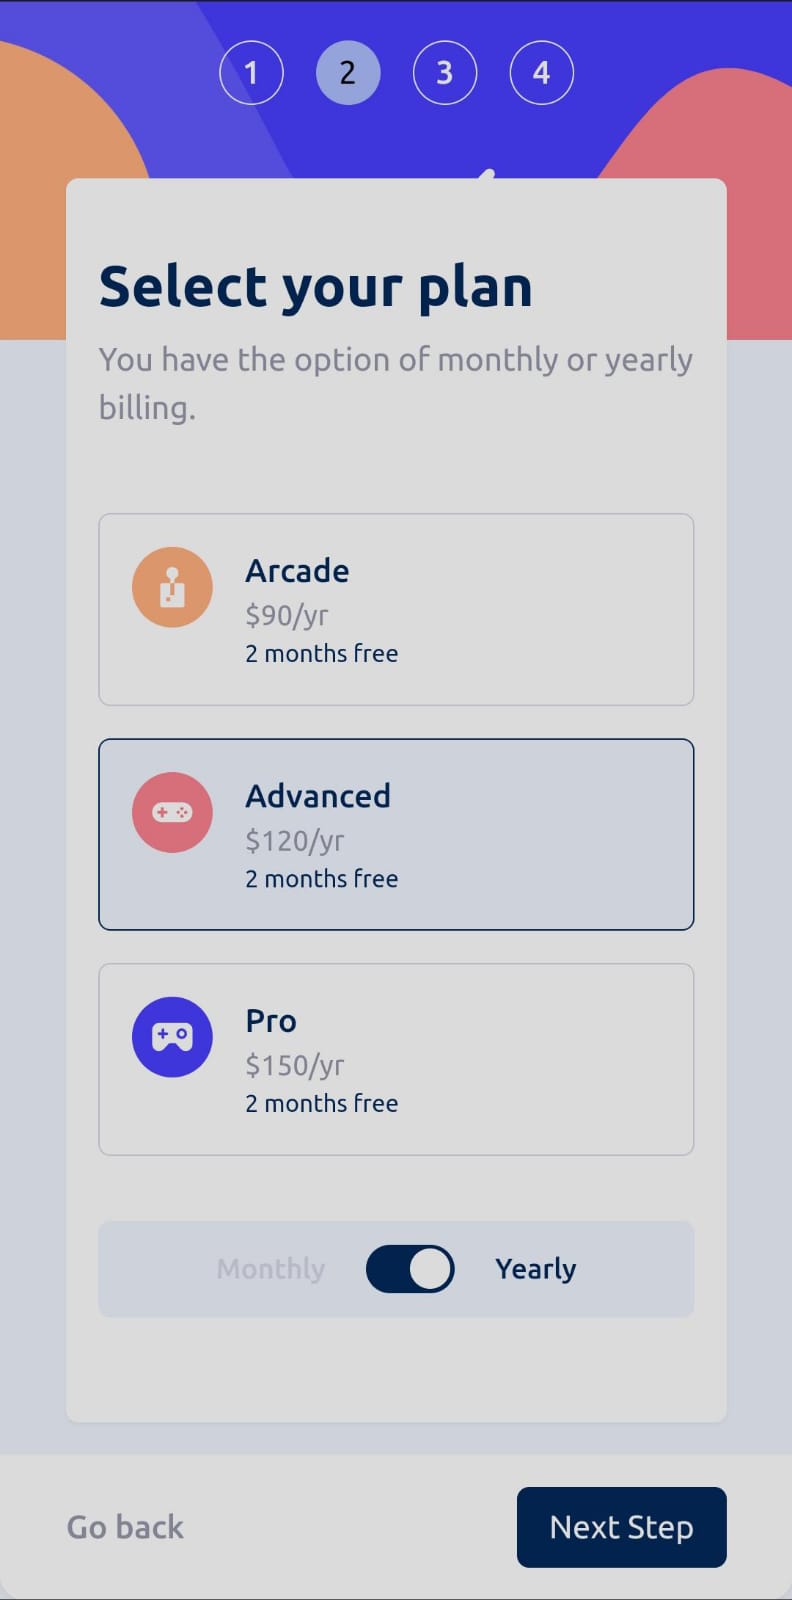 1 2 3 4
Select your plan
You have the option of monthly or yearly
billing.
Arcade
$90/yr
2 months free
Advanced
$120/yr
2 months free
Pro
$150/yr
2 months free
Monthly Yearly
Go back Next Step